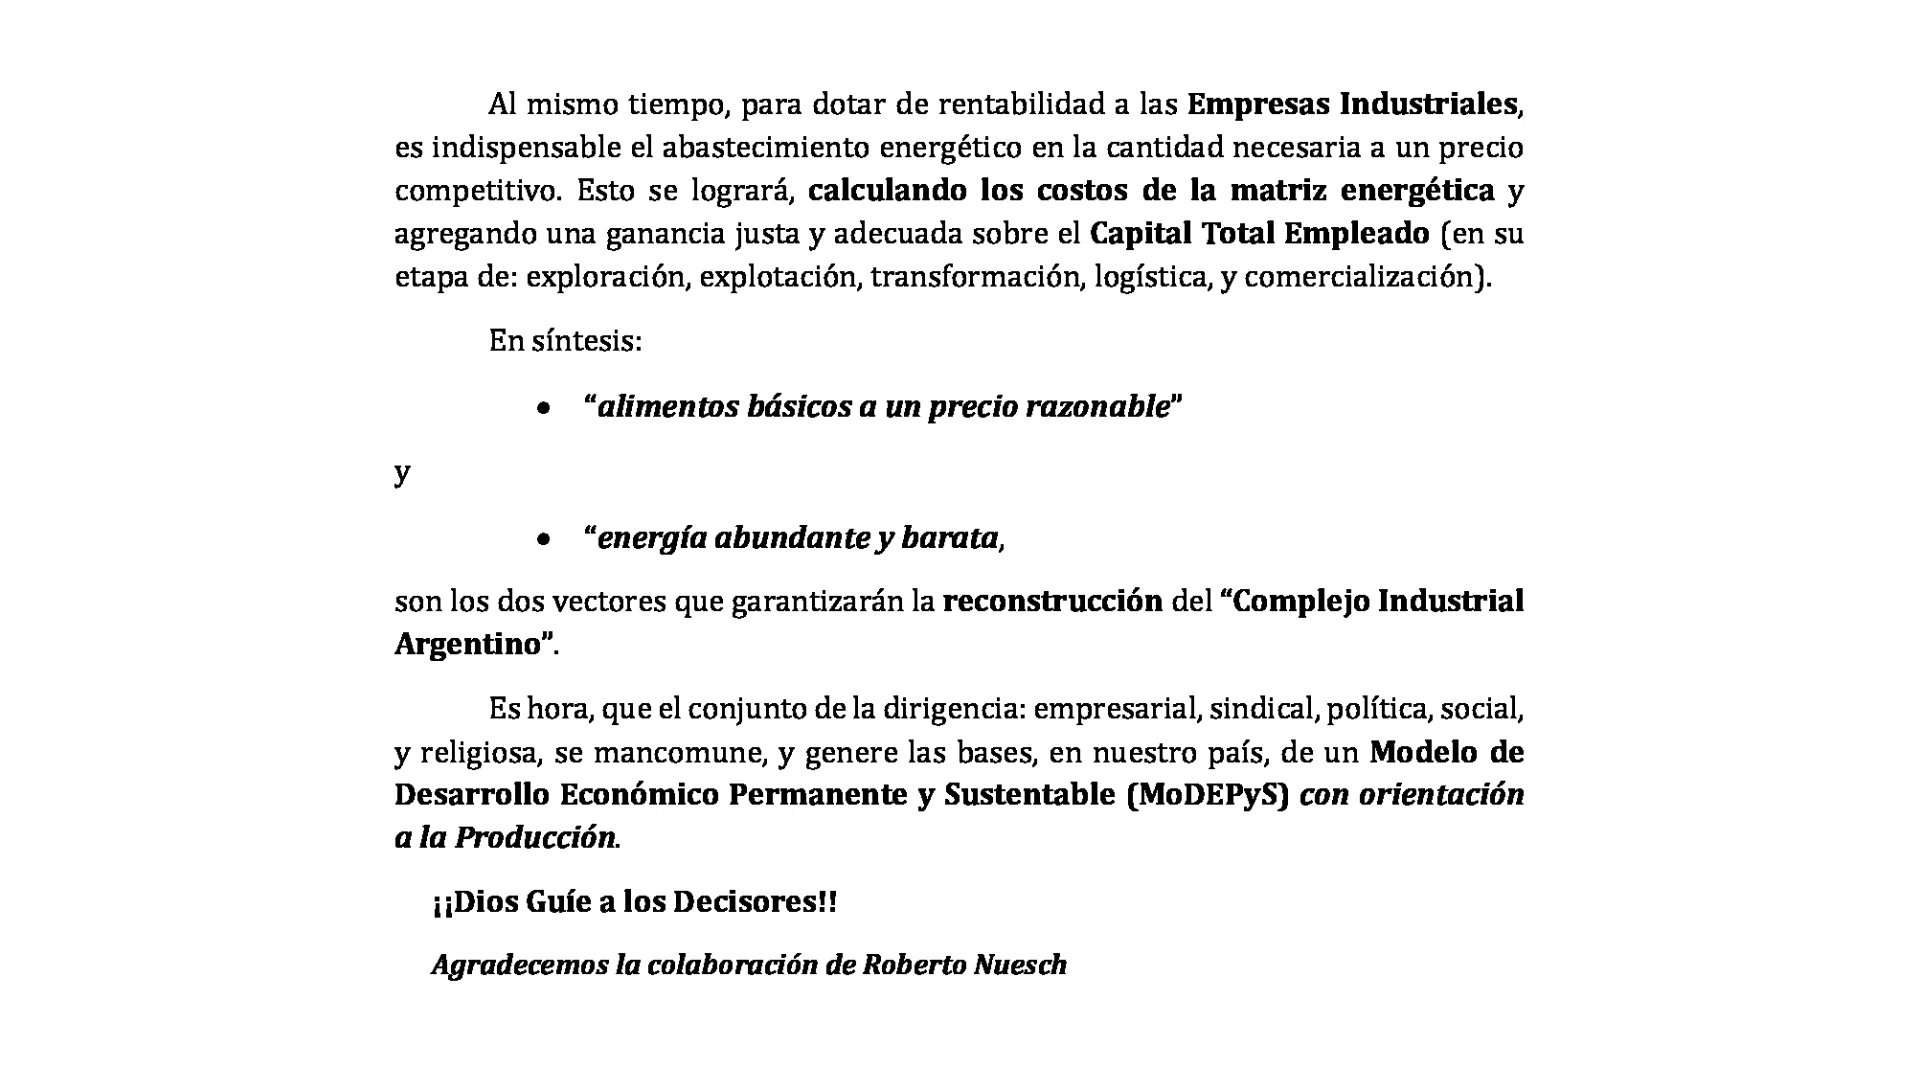 Al mismo tiempo, para dotar de rentabilidad a las Empresas Industriales,
es indispensable el abastecimiento energético en la cantidad necesaria a un precio
competitivo. Esto se logrará, calculando los costos de la matriz energética y
agregando una ganancia justa y adecuada sobre el Capital Total Empleado (en su
etapa de: exploración, explotación, transformación, logística, y comercialización).
En síntesis:
• “alimentos básicos a un precio razonable”
y
• “energía abundante y barata,
son los dos vectores que garantizarán la reconstrucción del “Complejo Industrial
Argentino”.
Es hora, que el conjunto de la dirigencia: empresarial, sindical, política, social,
y religiosa, se mancomune, y genere las bases, en nuestro país, de un Modelo de
Desarrollo Económico Permanente y Sustentable (MoDEPyS) con orientación
a la Producción.
¡¡Dios Guíe a los Decisores!!
Agradecemos la colaboración de Roberto Nuesch